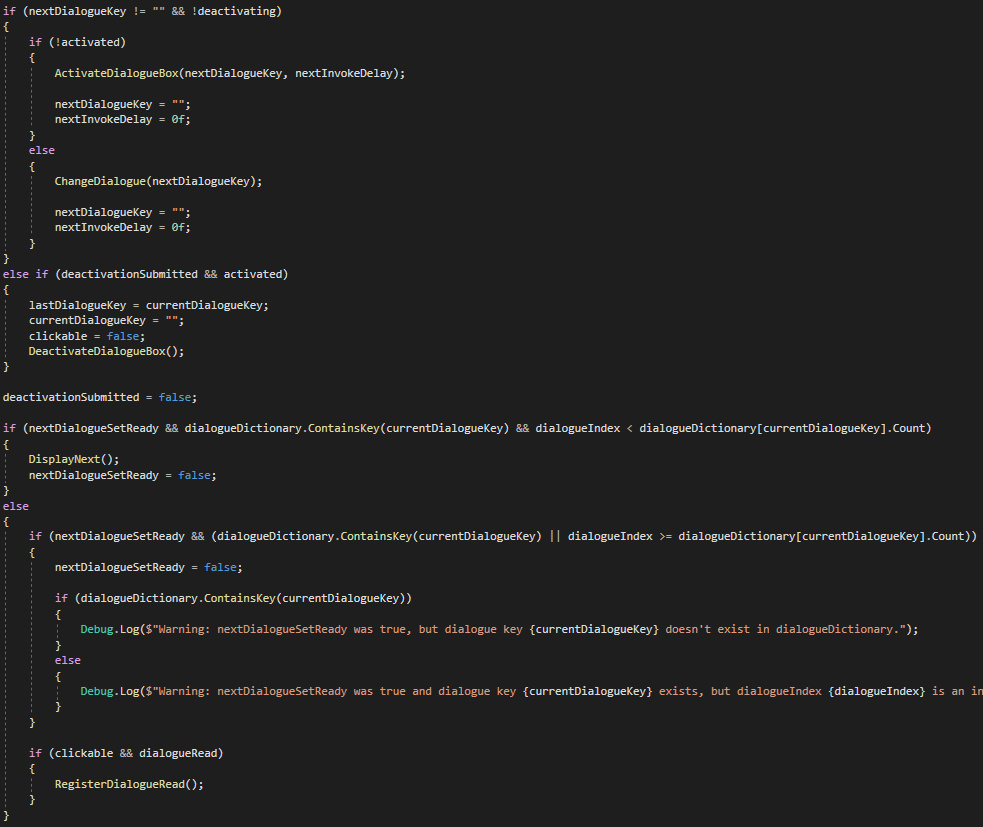 if (nextDialogueKey != "" && !deactivating)
{
if (!activated)
{
ActivateDialogueBox(nextDialogueKey, nextInvokeDelay);
nextDialogueKey = "";
nextInvokeDelay = 0f;
}
else
{
ChangeDialogue(nextDialogueKey);
nextDialogueKey = "";
nextInvokeDelay = 0f;
}
}
else if (deactivationSubmitted && activated)
{
lastDialogueKey = currentDialogueKey;
currentDialogueKey = "";
clickable = false;
DeactivateDialogueBox();
}
deactivationSubmitted = false;
if (nextDialogueSetReady && dialogueDictionary.ContainsKey(currentDialogueKey) && dialogueIndex < dialogueDictionary[currentDialogueKey].Count)
{
DisplayNext();
nextDialogueSetReady = false;
}
else
{
if (nextDialogueSetReady && (dialogueDictionary.ContainsKey(currentDialogueKey) || dialogueIndex >= dialogueDictionary[currentDialogueKey].Count))
{
nextDialogueSetReady = false;
if (dialogueDictionary.ContainsKey(currentDialogueKey))
{
Debug.Log($"Warning: nextDialogueSetReady was true, but dialogue key {currentDialogueKey} doesn't exist in dialogueDictionary.");
}
else
{
Debug.Log($"Warning: nextDialogueSetReady was true and dialogue key {currentDialogueKey} exists, but dialogueIndex {dialogueIndex} is an in
}
}
if (clickable && dialogueRead)
{
RegisterDialogueRead();
}
}